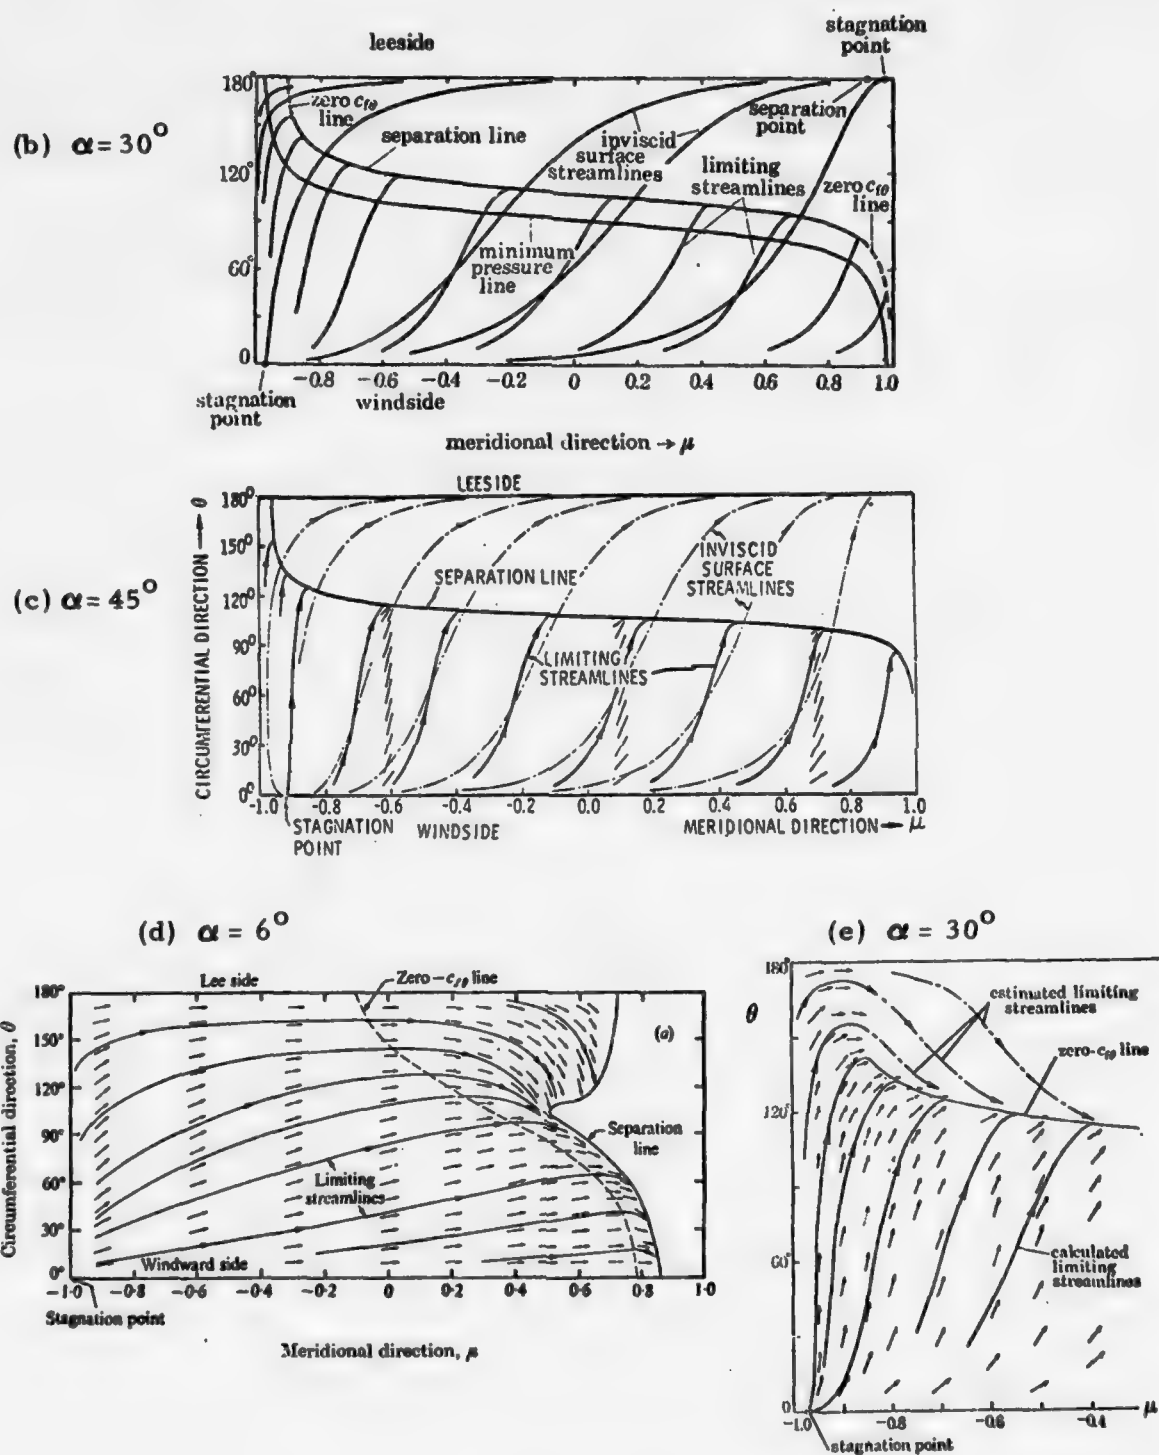 leeside
stagnation
point
(b) α = 30°
180°
120°
60°
0
zero c_fθ
line
separation line
inviscid
surface
streamlines
separation
point
limiting
streamlines
zero c_fθ
line
minimum
pressure
line
-0.8 -0.6 -0.4 -0.2 0 0.2 0.4 0.6 0.8 1.0
stagnation
point
windside
meridional direction → μ
(c) α = 45°
LEESIDE
CIRCUMFERENTIAL DIRECTION → θ
180°
150°
120°
90°
60°
30°
0°
SEPARATION LINE
INVISCID
SURFACE
STREAMLINES
LIMITING
STREAMLINES
-1.0 -0.8 -0.6 -0.4 -0.2 0.0 0.2 0.4 0.6 0.8 1.0
STAGNATION
POINT
WINDSIDE
MERIDIONAL DIRECTION → μ
(d) α = 6°
Lee side
Zero-c_fθ line
(a)
Circumferential direction, θ
180°
150°
120°
90°
60°
30°
0°
Separation
line
Limiting
streamlines
Windward side
-1·0 -0·8 -0·6 -0·4 -0·2 0 0·2 0·4 0·6 0·8 1·0
Stagnation point
Meridional direction, μ
(e) α = 30°
180°
θ
120°
60°
0
estimated limiting
streamlines
zero-c_fθ line
calculated
limiting
streamlines
-1.0 -0.8 -0.6 -0.4 μ
stagnation point